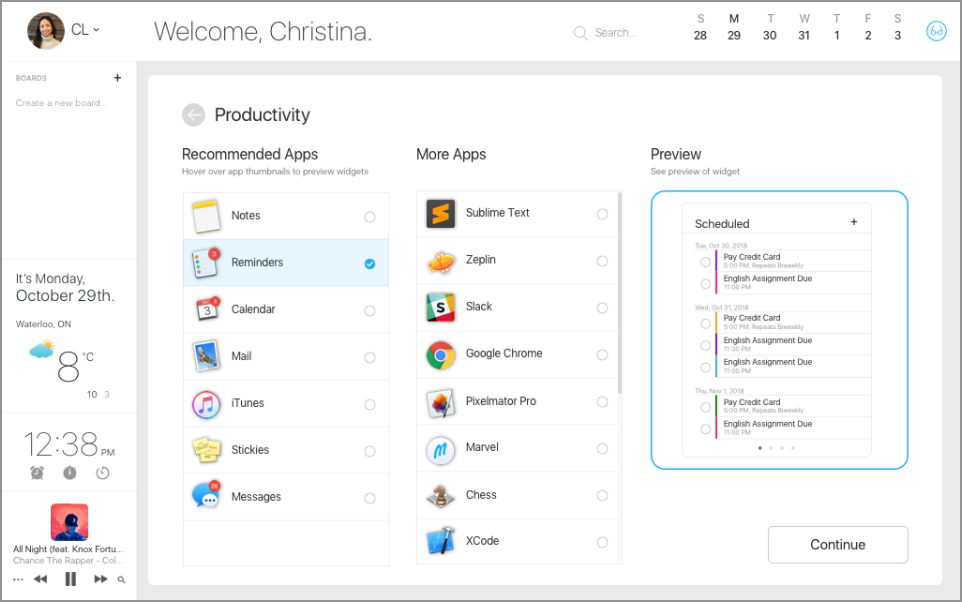 CL
Welcome, Christina.
Search...
S M T W T F S
28 29 30 31 1 2 3
BOARDS +
Create a new board...
It's Monday,
October 29th.
Waterloo, ON
8 °C
10 3
12:38 PM
All Night (feat. Knox Fortu...
Chance The Rapper - Col...
Productivity
Recommended Apps
Hover over app thumbnails to preview widgets
Notes
3
Reminders
3
6
Calendar
Mail
iTunes
Stickies
26
Messages
More Apps
S
Sublime Text
Zeplin
S
Slack
Google Chrome
Pixelmator Pro
Marvel
Chess
XCode
Preview
See preview of widget
Scheduled +
Tue, Oct 30, 2018
Pay Credit Card
5:00 PM, Repeats Biweekly
English Assignment Due
11:00 PM
Wed, Oct 31, 2018
Pay Credit Card
5:00 PM, Repeats Biweekly
English Assignment Due
11:00 PM
English Assignment Due
11:00 PM
Thu, Nov 1, 2018
Pay Credit Card
5:00 PM, Repeats Biweekly
English Assignment Due
11:00 PM
Continue